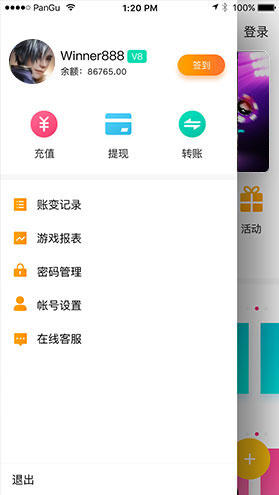 PanGu 1:20 PM 100%
登录
Winner888 V8
余额：86765.00
签到
充值 提现 转账
活动
账变记录
游戏报表
密码管理
帐号设置
在线客服
退出